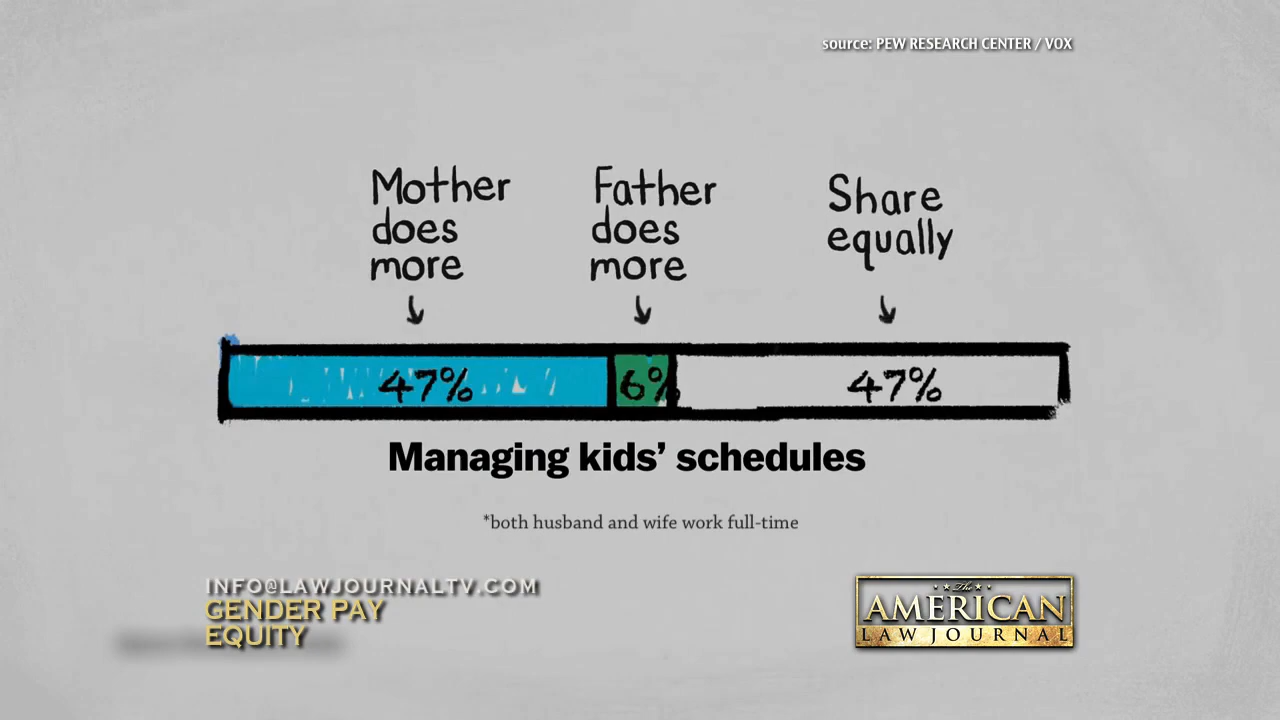 source: PEW RESEARCH CENTER / VOX
Mother
does
more
Father
does
more
Share
equally
47%
6%
47%
Managing kids’ schedules
*both husband and wife work full-time
INFO@LAWJOURNALTV.COM
GENDER PAY
EQUITY
The
AMERICAN
LAW JOURNAL